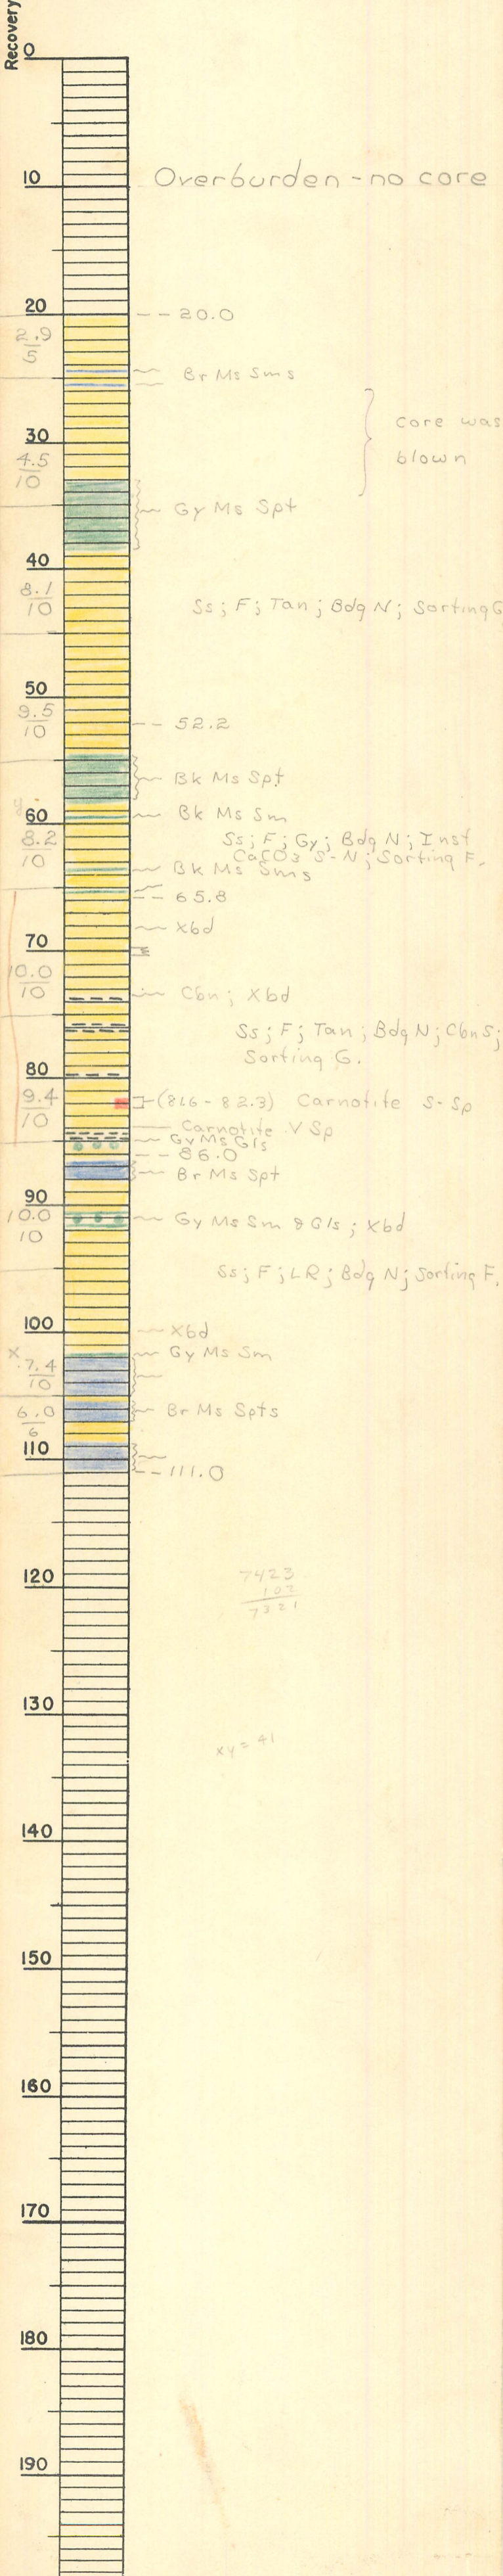 Recovery
0
10
Overburden - no core
20
-- 20.0
2.9
5
Br Ms Sms
core was
30
blown
4.5
10
Gy Ms Spt
40
8.1
10
Ss; F; Tan; Bdg N; Sorting G
50
9.5
10
-- 52.2
Bk Ms Spt
60
Bk Ms Sm
8.2
10
Ss; F; Gy; Bdg N; Inst
CaCO3 S-N; Sorting F.
Bk Ms Sms
-- 65.8
Xbd
70
10.0
10
Cbn; Xbd
Ss; F; Tan; Bdg N; Cbn S;
Sorting G.
80
9.4
10
(81.6 - 82.3) Carnotite S-Sp
Carnotite V Sp
Gy Ms Gls
-- 86.0
Br Ms Spt
90
10.0
10
Gy Ms Sm & Gls; Xbd
Ss; F; LR; Bdg N; Sorting F.
100
Xbd
x
Gy Ms Sm
7.4
10
6.0
6
Br Ms Spts
110
-- 111.0
120
7423
102
7321
130
xy = 41
140
150
160
170
180
190